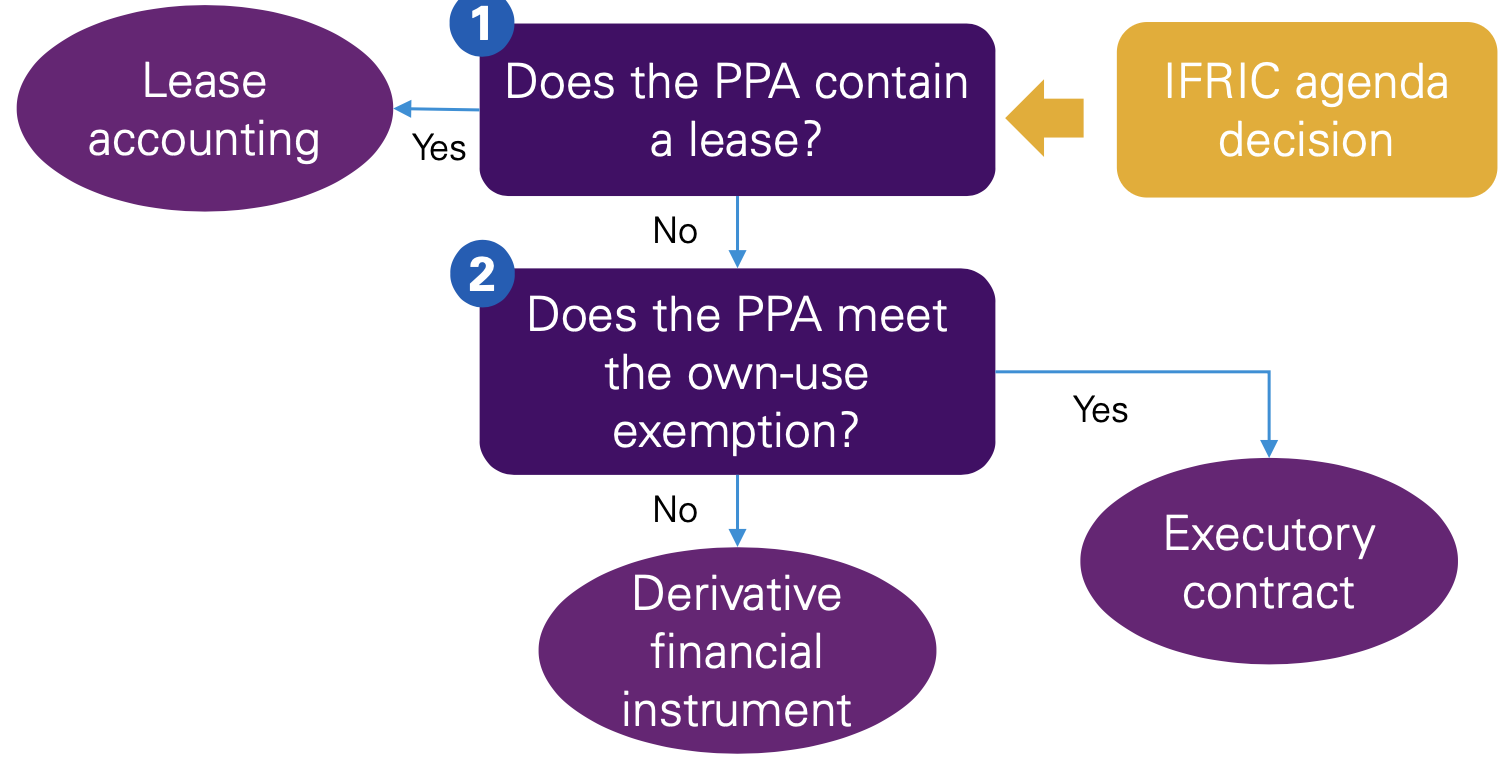 1
Does the PPA contain
a lease?
IFRIC agenda
decision
Lease
accounting
Yes
No
2
Does the PPA meet
the own-use
exemption?
Yes
No
Executory
contract
Derivative
financial
instrument